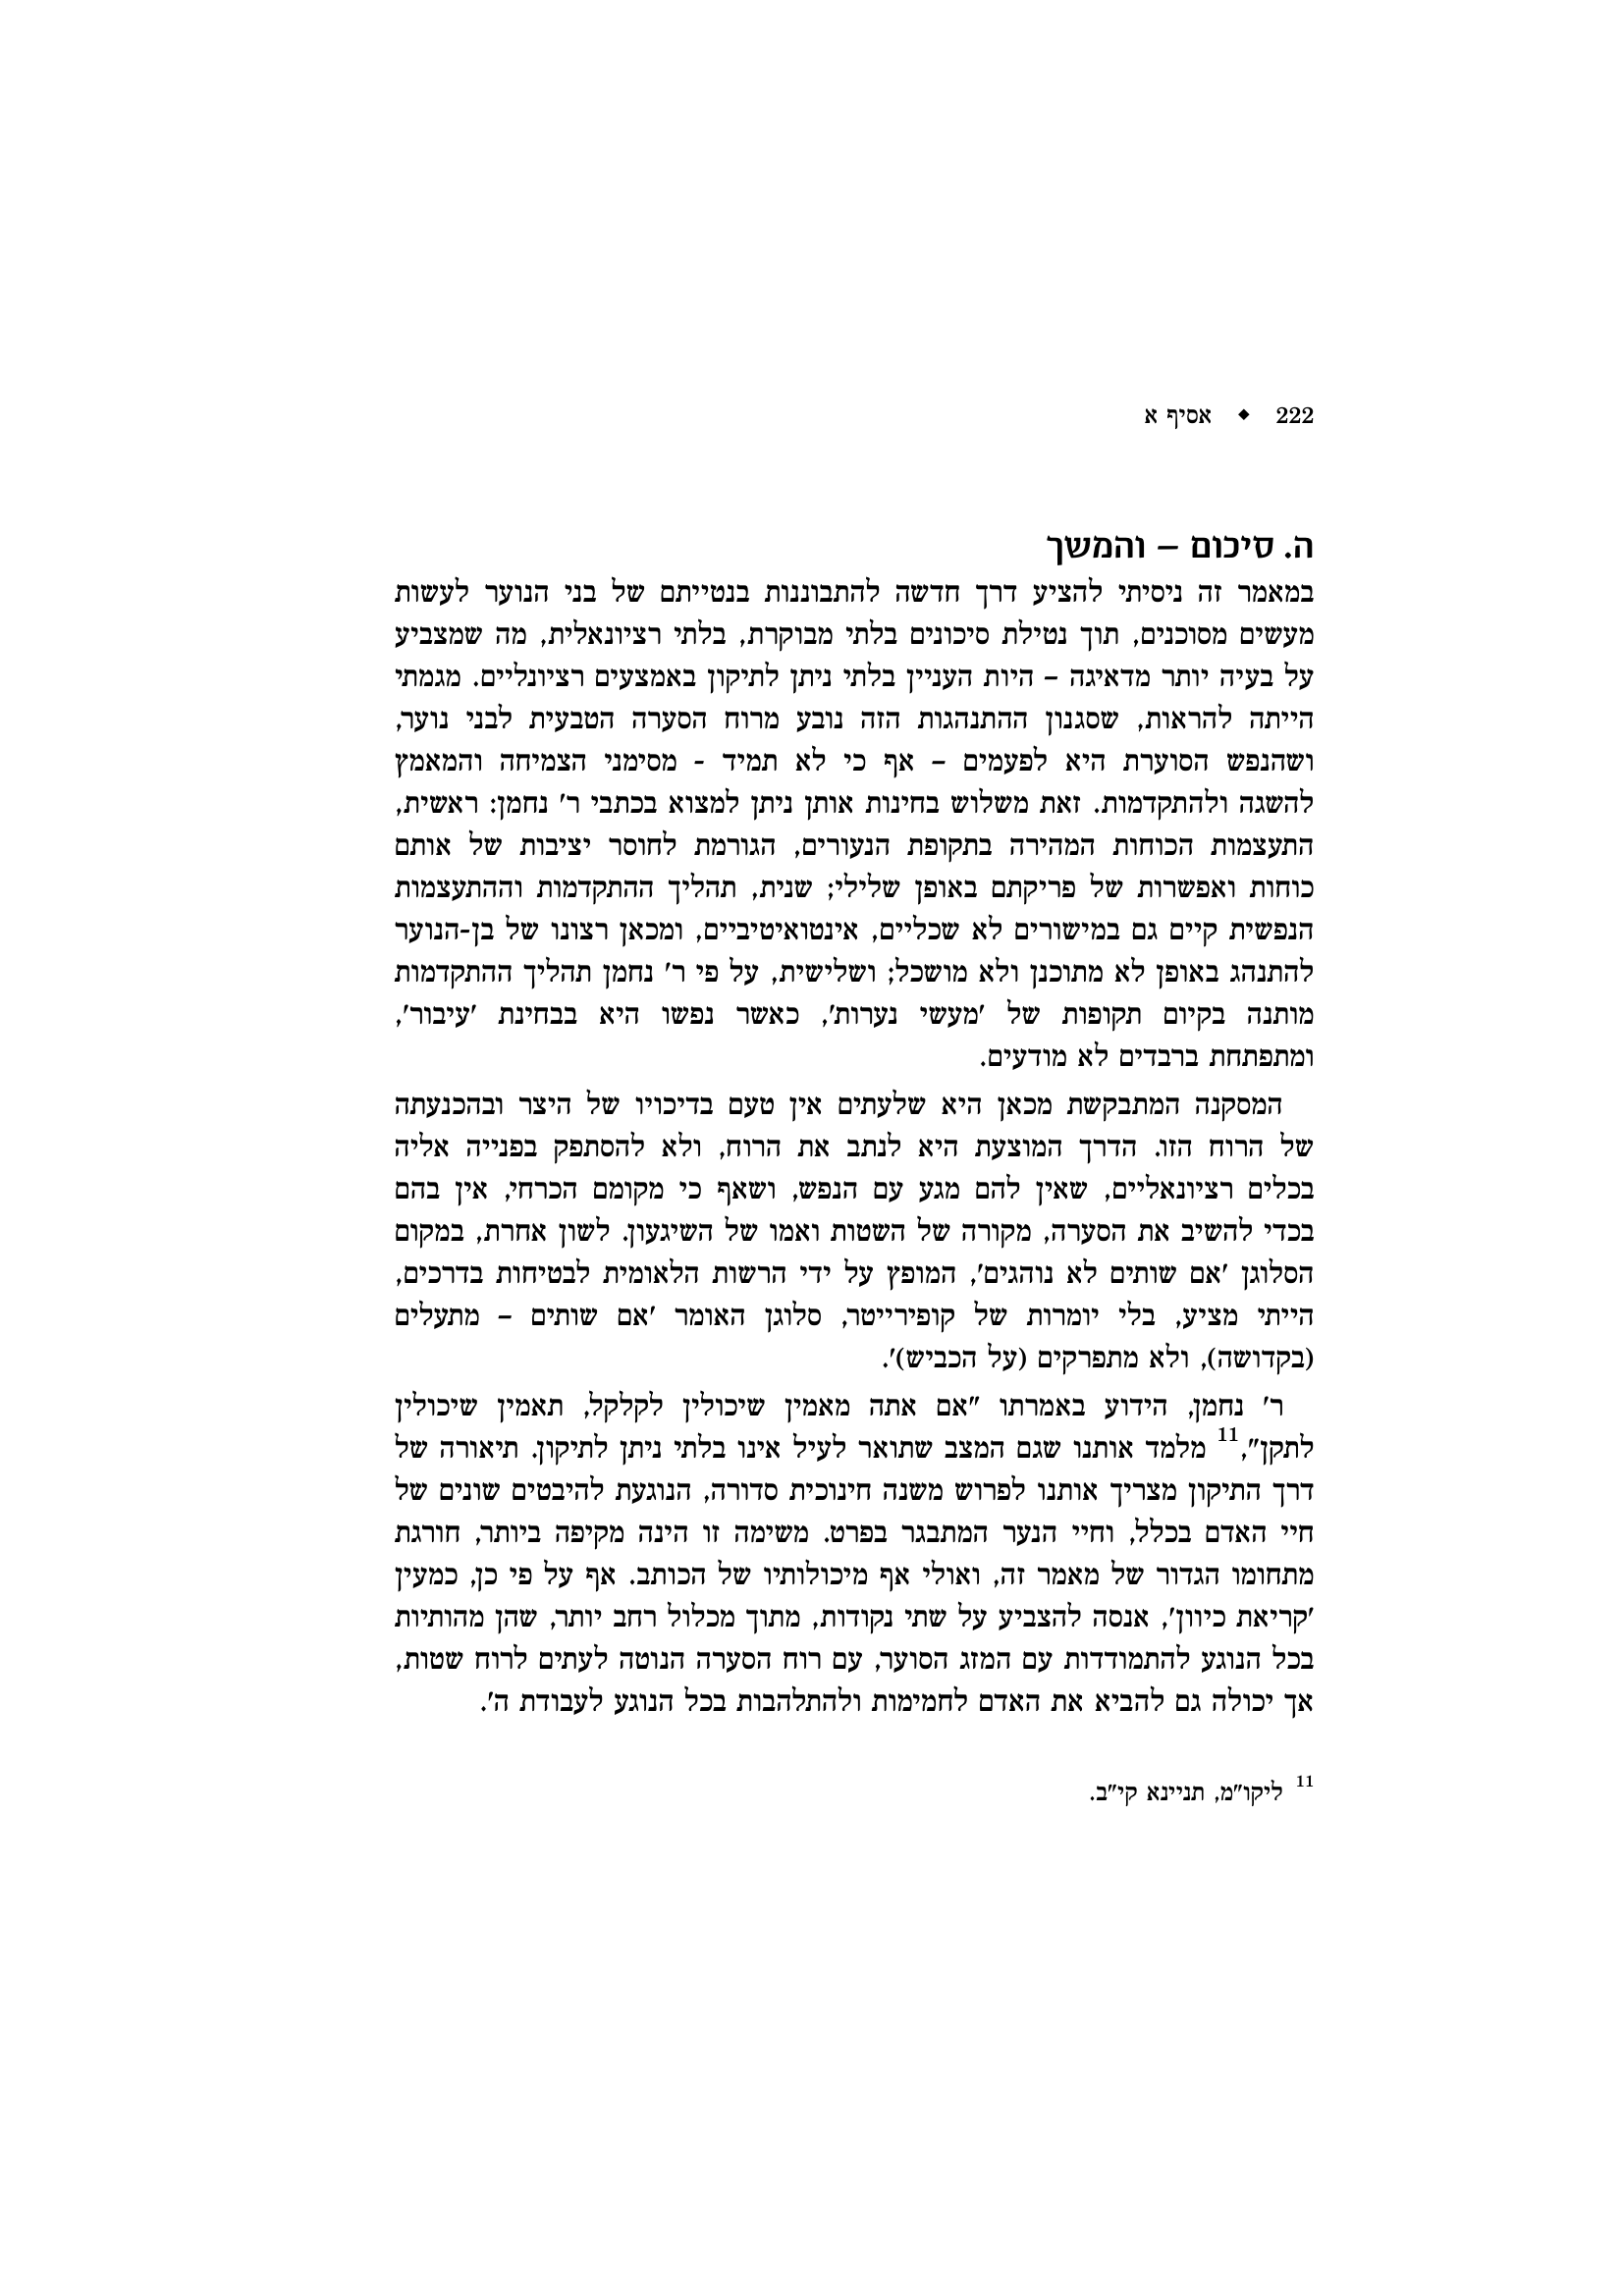 222 ◆ אסיף א
ה. סיכום – והמשך
במאמר זה ניסיתי להציע דרך חדשה להתבוננות בנטייתם של בני הנוער לעשות
מעשים מסוכנים, תוך נטילת סיכונים בלתי מבוקרת, בלתי רציונאלית, מה שמצביע
על בעיה יותר מדאיגה – היות העניין בלתי ניתן לתיקון באמצעים רציונליים. מגמתי
הייתה להראות, שסגנון ההתנהגות הזה נובע מרוח הסערה הטבעית לבני נוער,
ושהנפש הסוערת היא לפעמים – אף כי לא תמיד - מסימני הצמיחה והמאמץ
להשגה ולהתקדמות. זאת משלוש בחינות אותן ניתן למצוא בכתבי ר' נחמן: ראשית,
התעצמות הכוחות המהירה בתקופת הנעורים, הגורמת לחוסר יציבות של אותם
כוחות ואפשרות של פריקתם באופן שלילי; שנית, תהליך ההתקדמות וההתעצמות
הנפשית קיים גם במישורים לא שכליים, אינטואיטיביים, ומכאן רצונו של בן-הנוער
להתנהג באופן לא מתוכנן ולא מושכל; ושלישית, על פי ר' נחמן תהליך ההתקדמות
מותנה בקיום תקופות של 'מעשי נערות', כאשר נפשו היא בבחינת 'עיבור',
ומתפתחת ברבדים לא מודעים.
המסקנה המתבקשת מכאן היא שלעתים אין טעם בדיכויו של היצר ובהכנעתה
של הרוח הזו. הדרך המוצעת היא לנתב את הרוח, ולא להסתפק בפנייה אליה
בכלים רציונאליים, שאין להם מגע עם הנפש, ושאף כי מקומם הכרחי, אין בהם
בכדי להשיב את הסערה, מקורה של השטות ואמו של השיגעון. לשון אחרת, במקום
הסלוגן 'אם שותים לא נוהגים', המופץ על ידי הרשות הלאומית לבטיחות בדרכים,
הייתי מציע, בלי יומרות של קופירייטר, סלוגן האומר 'אם שותים – מתעלים
(בקדושה), ולא מתפרקים (על הכביש)'.
ר' נחמן, הידוע באמרתו "אם אתה מאמין שיכולין לקלקל, תאמין שיכולין
לתקן",11 מלמד אותנו שגם המצב שתואר לעיל אינו בלתי ניתן לתיקון. תיאורה של
דרך התיקון מצריך אותנו לפרוש משנה חינוכית סדורה, הנוגעת להיבטים שונים של
חיי האדם בכלל, וחיי הנער המתבגר בפרט. משימה זו הינה מקיפה ביותר, חורגת
מתחומו הגדור של מאמר זה, ואולי אף מיכולותיו של הכותב. אף על פי כן, כמעין
'קריאת כיוון', אנסה להצביע על שתי נקודות, מתוך מכלול רחב יותר, שהן מהותיות
בכל הנוגע להתמודדות עם המזג הסוער, עם רוח הסערה הנוטה לעתים לרוח שטות,
אך יכולה גם להביא את האדם לחמימות ולהתלהבות בכל הנוגע לעבודת ה'.
11 ליקו"מ, תניינא קי"ב.